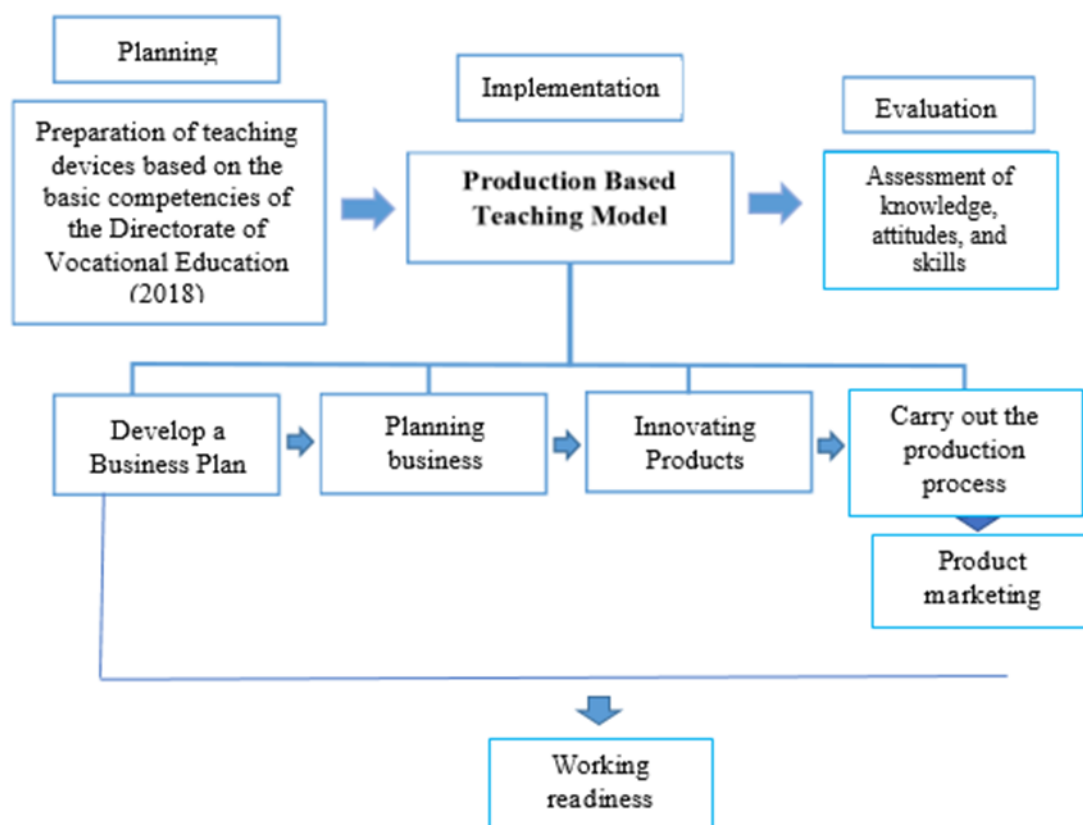 Planning
Preparation of teaching
devices based on the
basic competencies of
the Directorate of
Vocational Education
(2018)
Implementation
Production Based
Teaching Model
Evaluation
Assessment of
knowledge,
attitudes, and
skills
Develop a
Business Plan
Planning
business
Innovating
Products
Carry out the
production
process
Product
marketing
Working
readiness